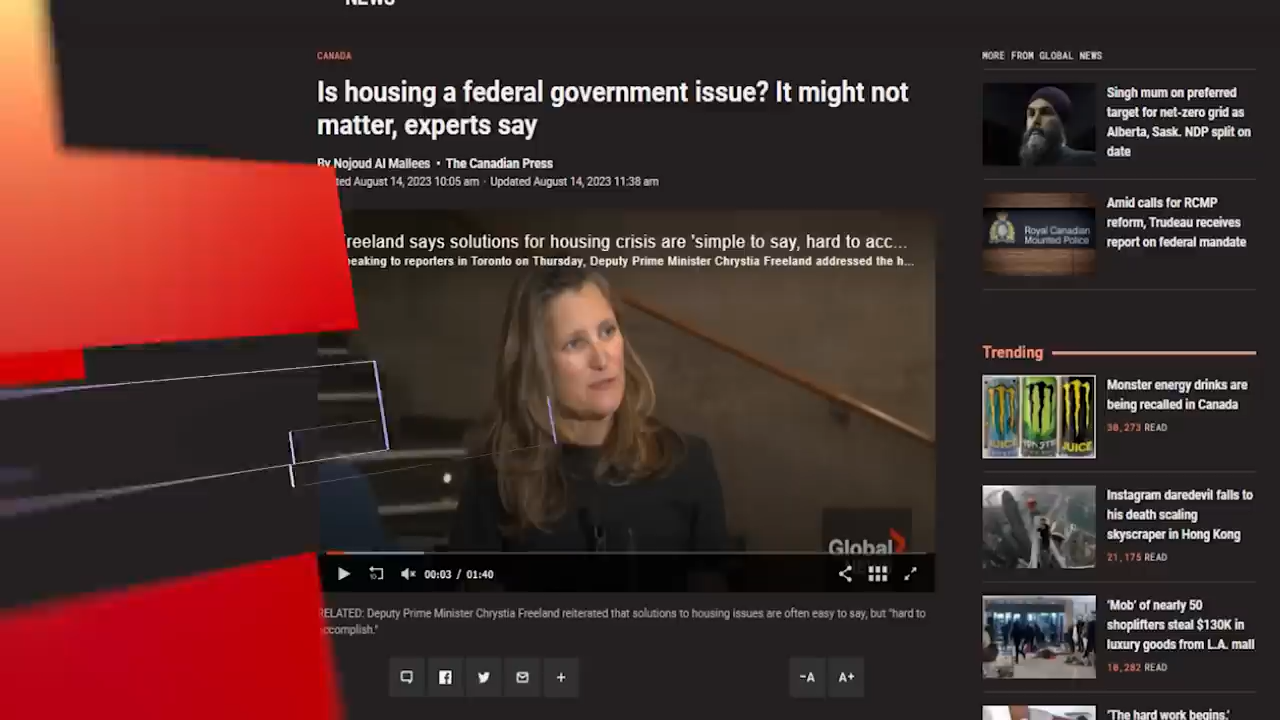 NEWS
CANADA
Is housing a federal government issue? It might not
matter, experts say
By Nojoud Al Mallees • The Canadian Press
August 14, 2023 10:05 am · Updated August 14, 2023 11:38 am
reeland says solutions for housing crisis are 'simple to say, hard to acc...
eaking to reporters in Toronto on Thursday, Deputy Prime Minister Chrystia Freeland addressed the h...
Global
00:03 / 01:40
RELATED: Deputy Prime Minister Chrystia Freeland reiterated that solutions to housing issues are often easy to say, but "hard to
accomplish."
-A A+
MORE FROM GLOBAL NEWS
Singh mum on preferred
target for net-zero grid as
Alberta, Sask. NDP split on
date
Royal Canadian
Mounted Police
Amid calls for RCMP
reform, Trudeau receives
report on federal mandate
Trending
JUICE
JUICE
Monster energy drinks are
being recalled in Canada
30,273 READ
Instagram daredevil falls to
his death scaling
skyscraper in Hong Kong
21,175 READ
'Mob' of nearly 50
shoplifters steal $130K in
luxury goods from L.A. mall
10,282 READ
'The hard work begins.'